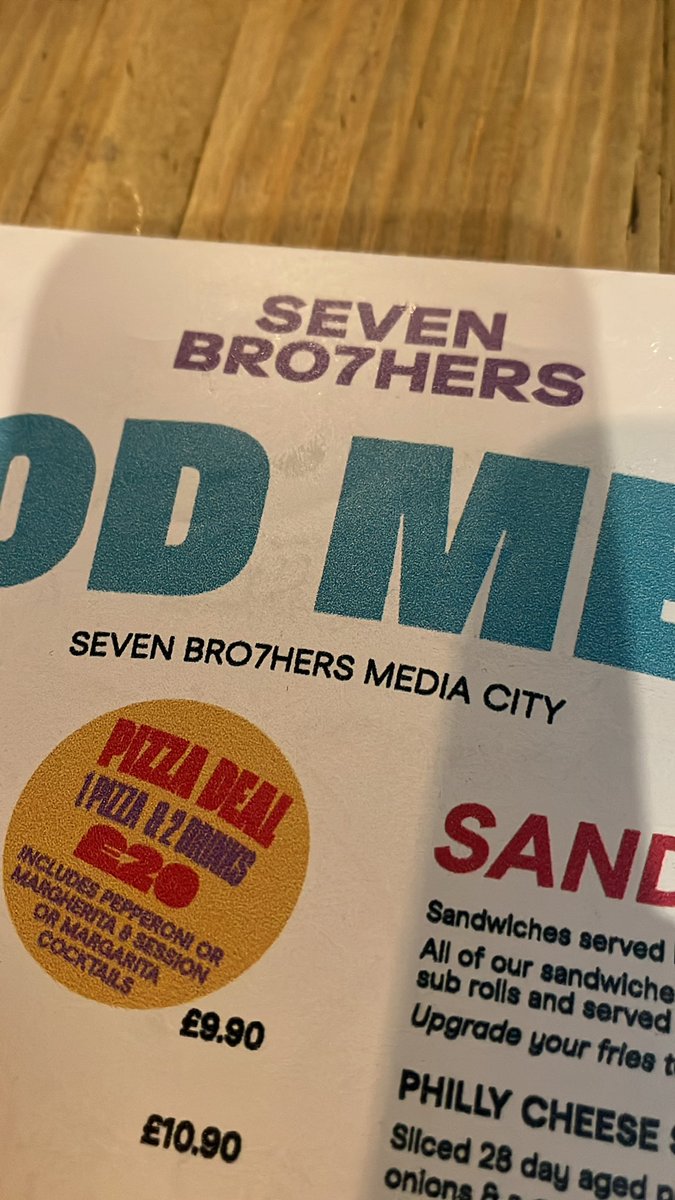 SEVEN
BRO7HERS
OD ME
SEVEN BRO7HERS MEDIA CITY
PIZZA DEAL
1 PIZZA & 2 DRINKS
£20
INCLUDES PEPPERONI OR
MARGHERITA & SESSION
OR MARGARITA
COCKTAILS
£9.90
£10.90
SAND
Sandwiches served
All of our sandwiche
sub rolls and served
Upgrade your fries t
PHILLY CHEESE S
Sliced 28 day aged
onions &